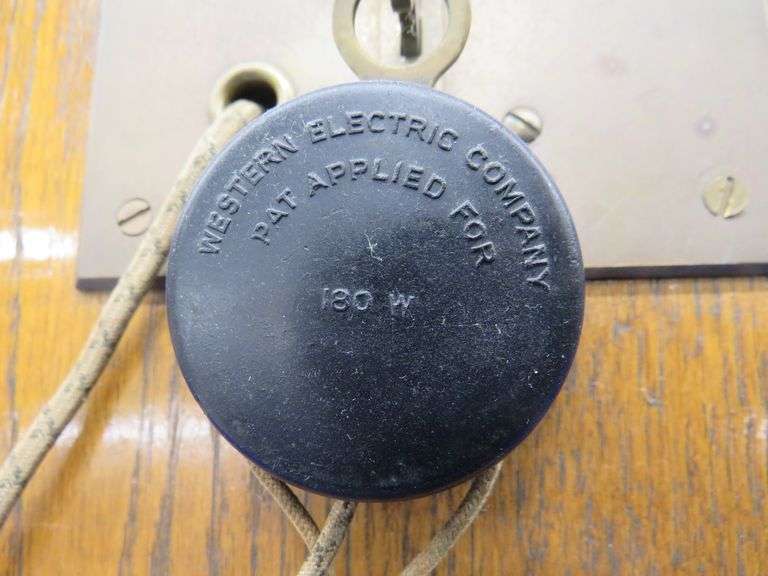 WESTERN ELECTRIC COMPANY
PAT APPLIED FOR
180 W